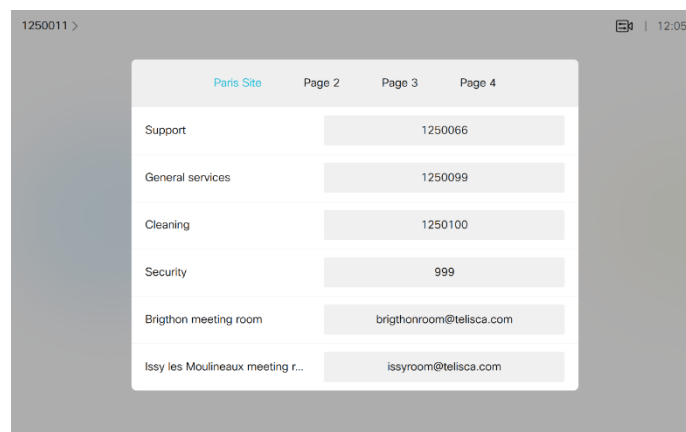 1250011 >
| 12:05
Paris Site Page 2 Page 3 Page 4
Support 1250066
General services 1250099
Cleaning 1250100
Security 999
Brigthon meeting room brigthonroom@telisca.com
Issy les Moulineaux meeting r... issyroom@telisca.com